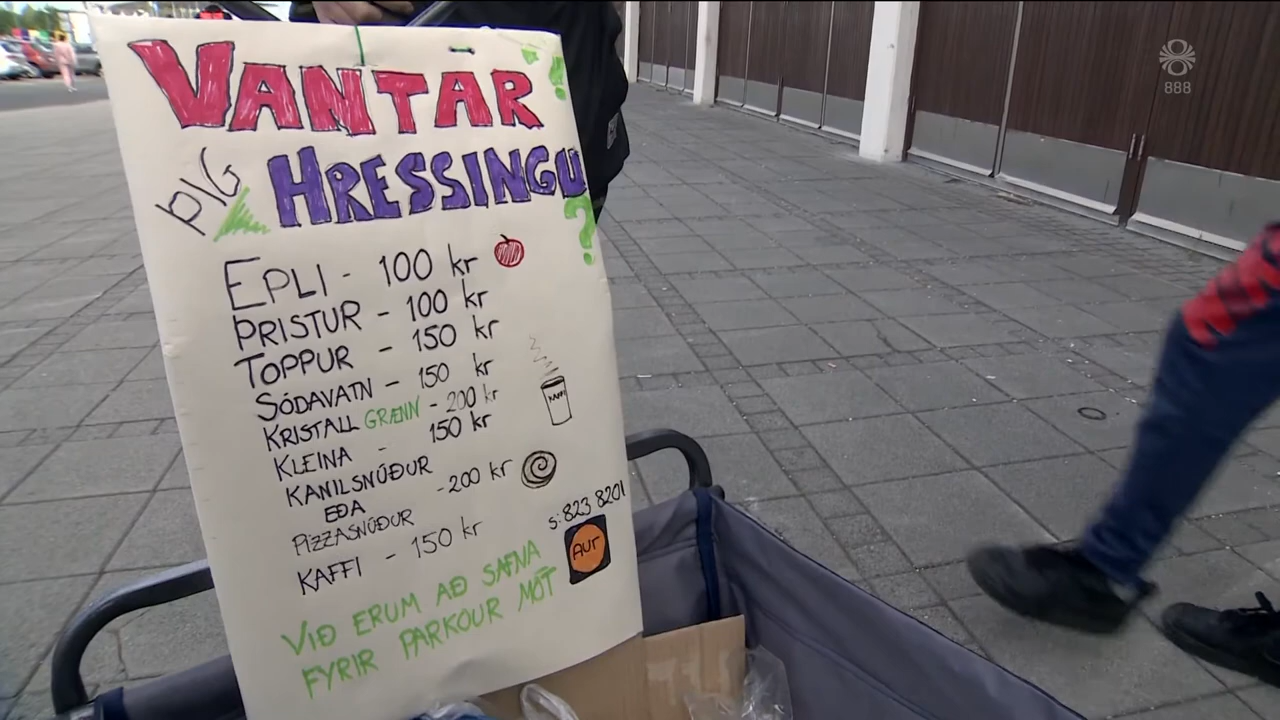 VANTAR
ÞIG HRESSINGU?
EPLI - 100 kr
ÞRISTUR - 100 kr
TOPPUR - 150 kr
SÓDAVATN - 150 kr
KRISTALL GRÆNN - 200 kr
KLEINA - 150 kr
KANILSNÚÐUR
EÐA - 200 kr
PIZZASNÚÐUR
KAFFI - 150 kr
KAFFI
s: 823 8201
AUR
VIÐ ERUM AÐ SAFNA
FYRIR PARKOUR MÓT
888